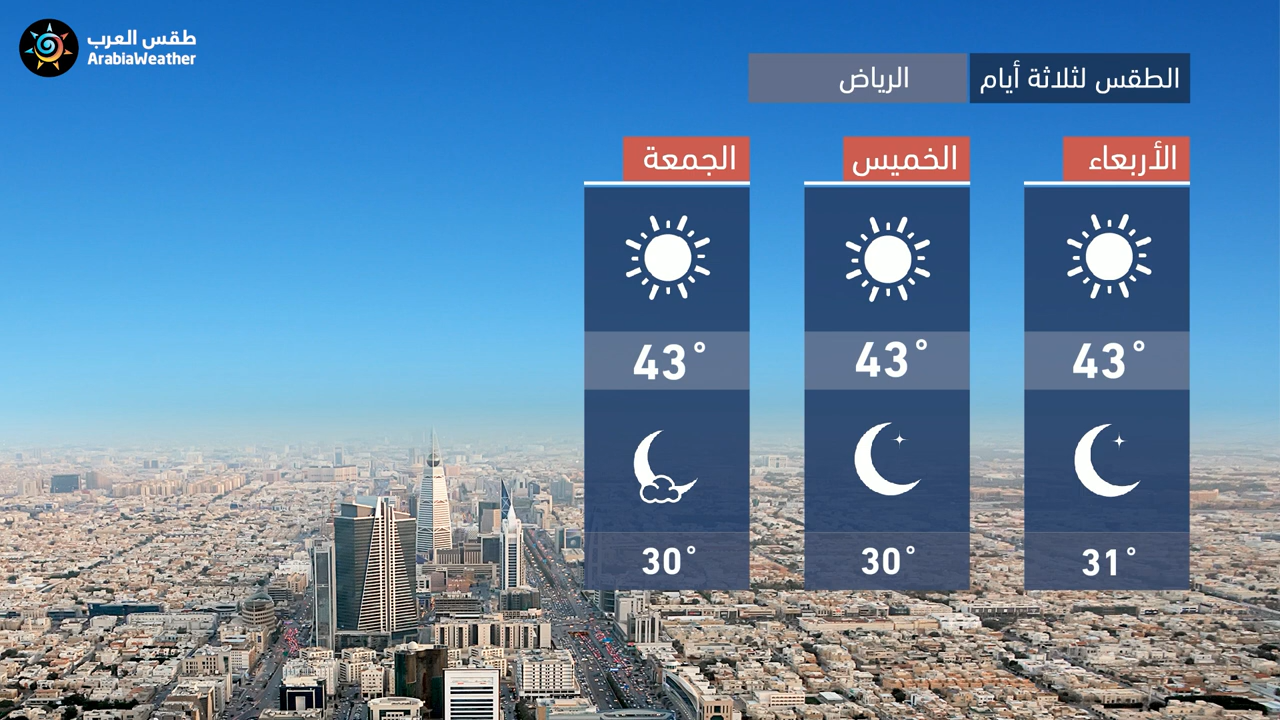 طقس العرب
ArabiaWeather
الطقس لثلاثة أيام
الرياض
الأربعاء
الخميس
الجمعة
43°
43°
43°
31°
30°
30°